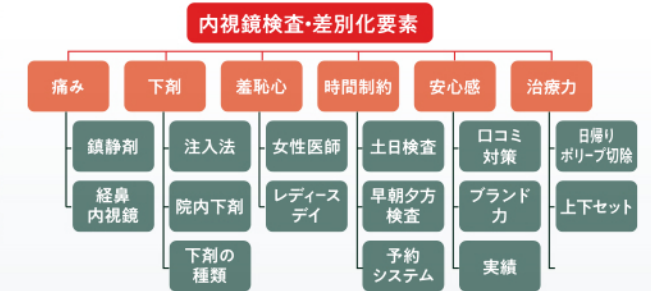 内視鏡検査・差別化要素
痛み
下剤
羞恥心
時間制約
安心感
治療力
鎮静剤
経鼻
内視鏡
注入法
院内下剤
下剤の
種類
女性医師
レディース
デイ
土日検査
早朝夕方
検査
予約
システム
口コミ
対策
ブランド
力
実績
日帰り
ポリープ切除
上下セット